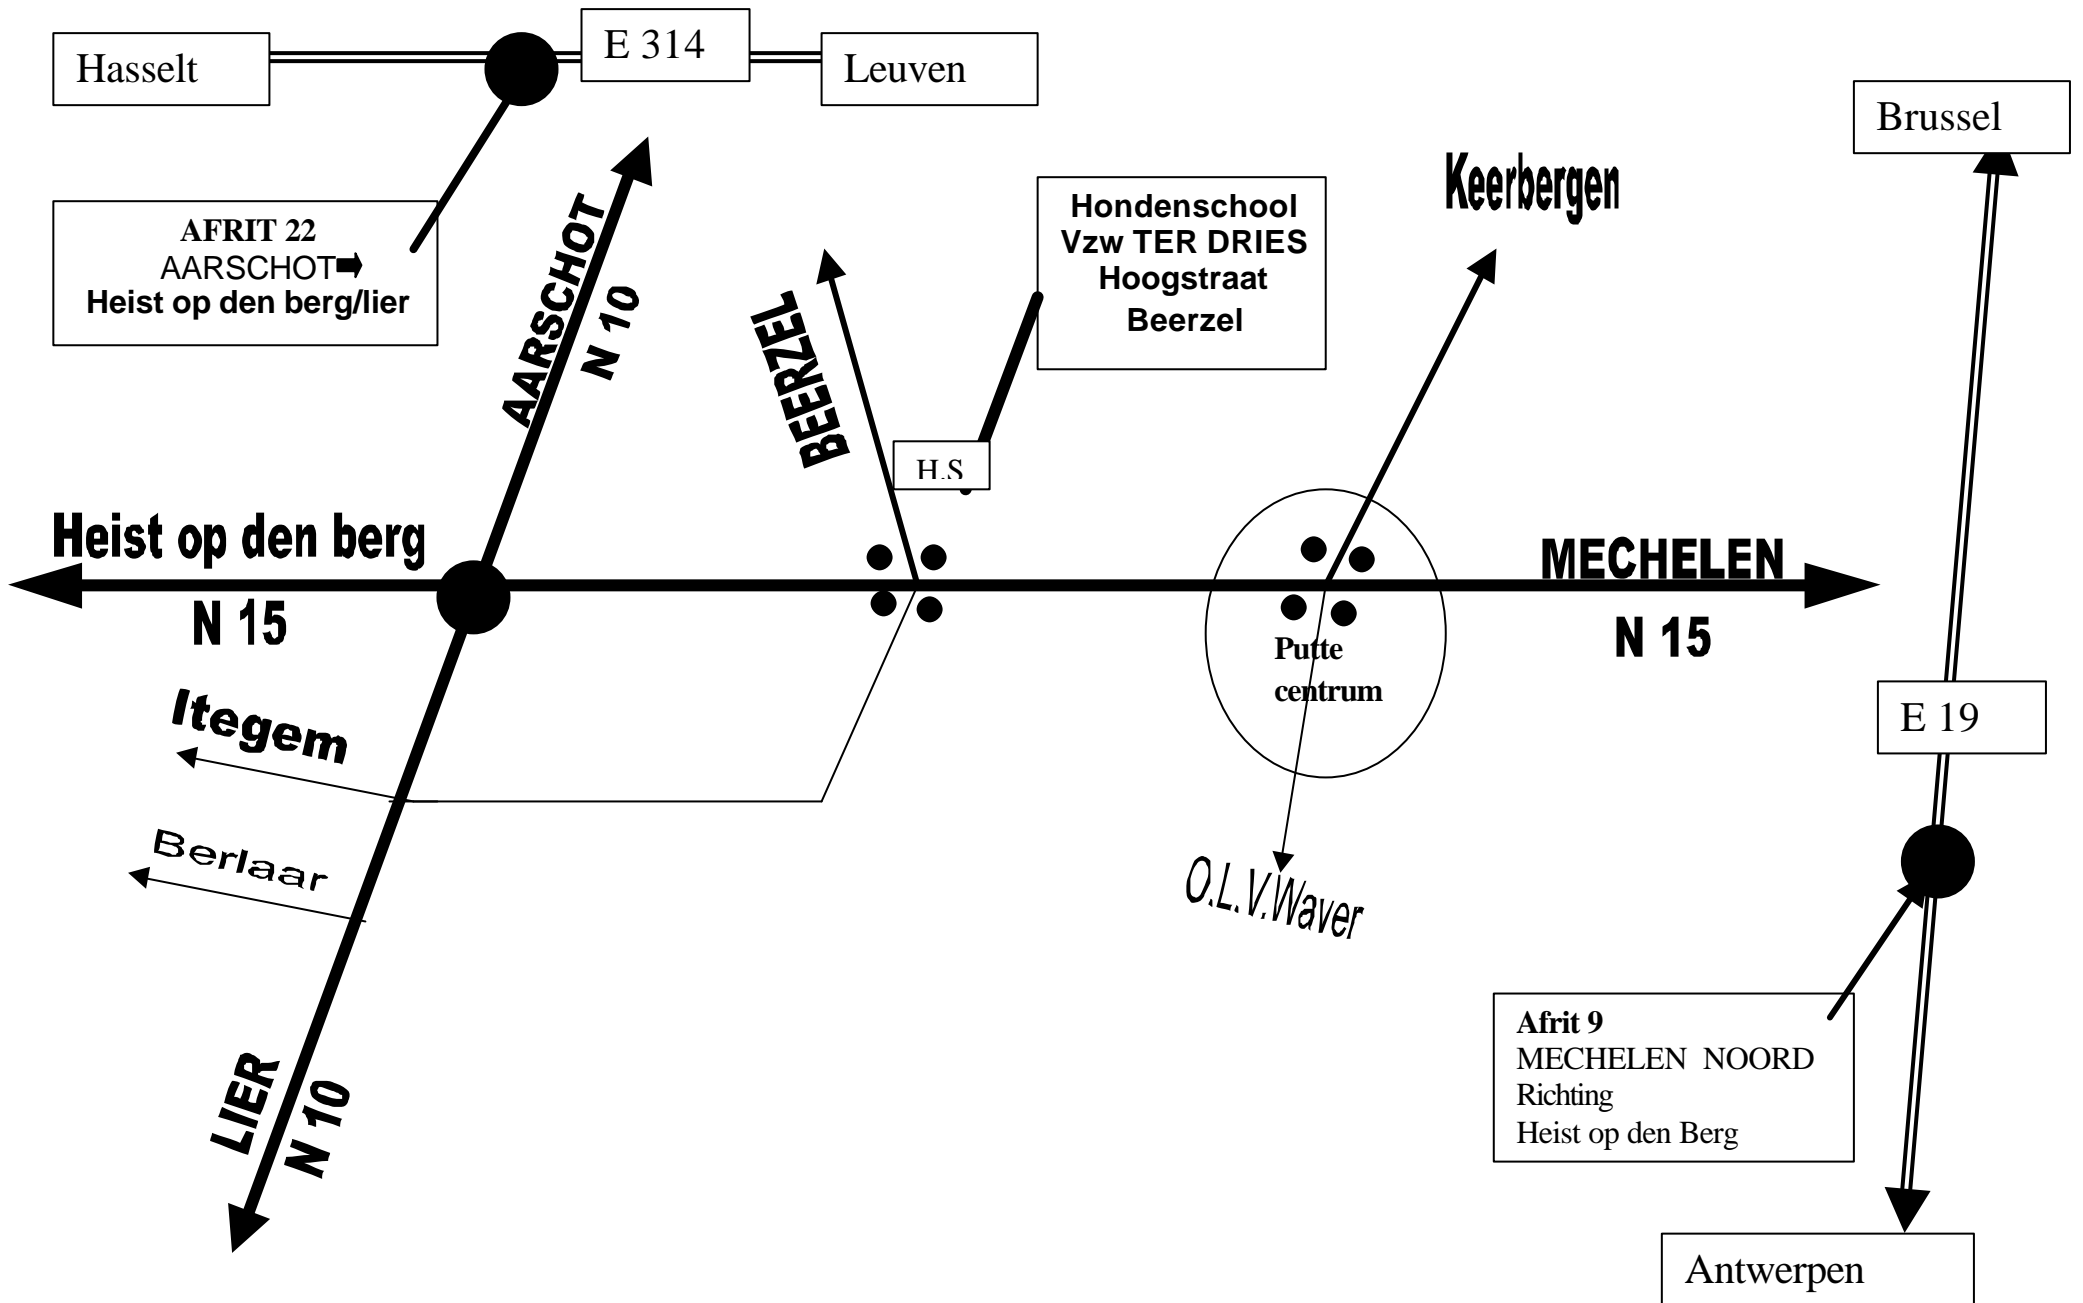 Hasselt
E 314
Leuven
Brussel
AFRIT 22
AARSCHOT
Heist op den berg/lier
AARSCHOT
N 10
BEERZEL
Hondenschool
Vzw TER DRIES
Hoogstraat
Beerzel
Keerbergen
H.S
Heist op den berg
N 15
MECHELEN
N 15
Putte
centrum
E 19
Itegem
Berlaar
O.L.V.Waver
LIER
N 10
Afrit 9
MECHELEN NOORD
Richting
Heist op den Berg
Antwerpen